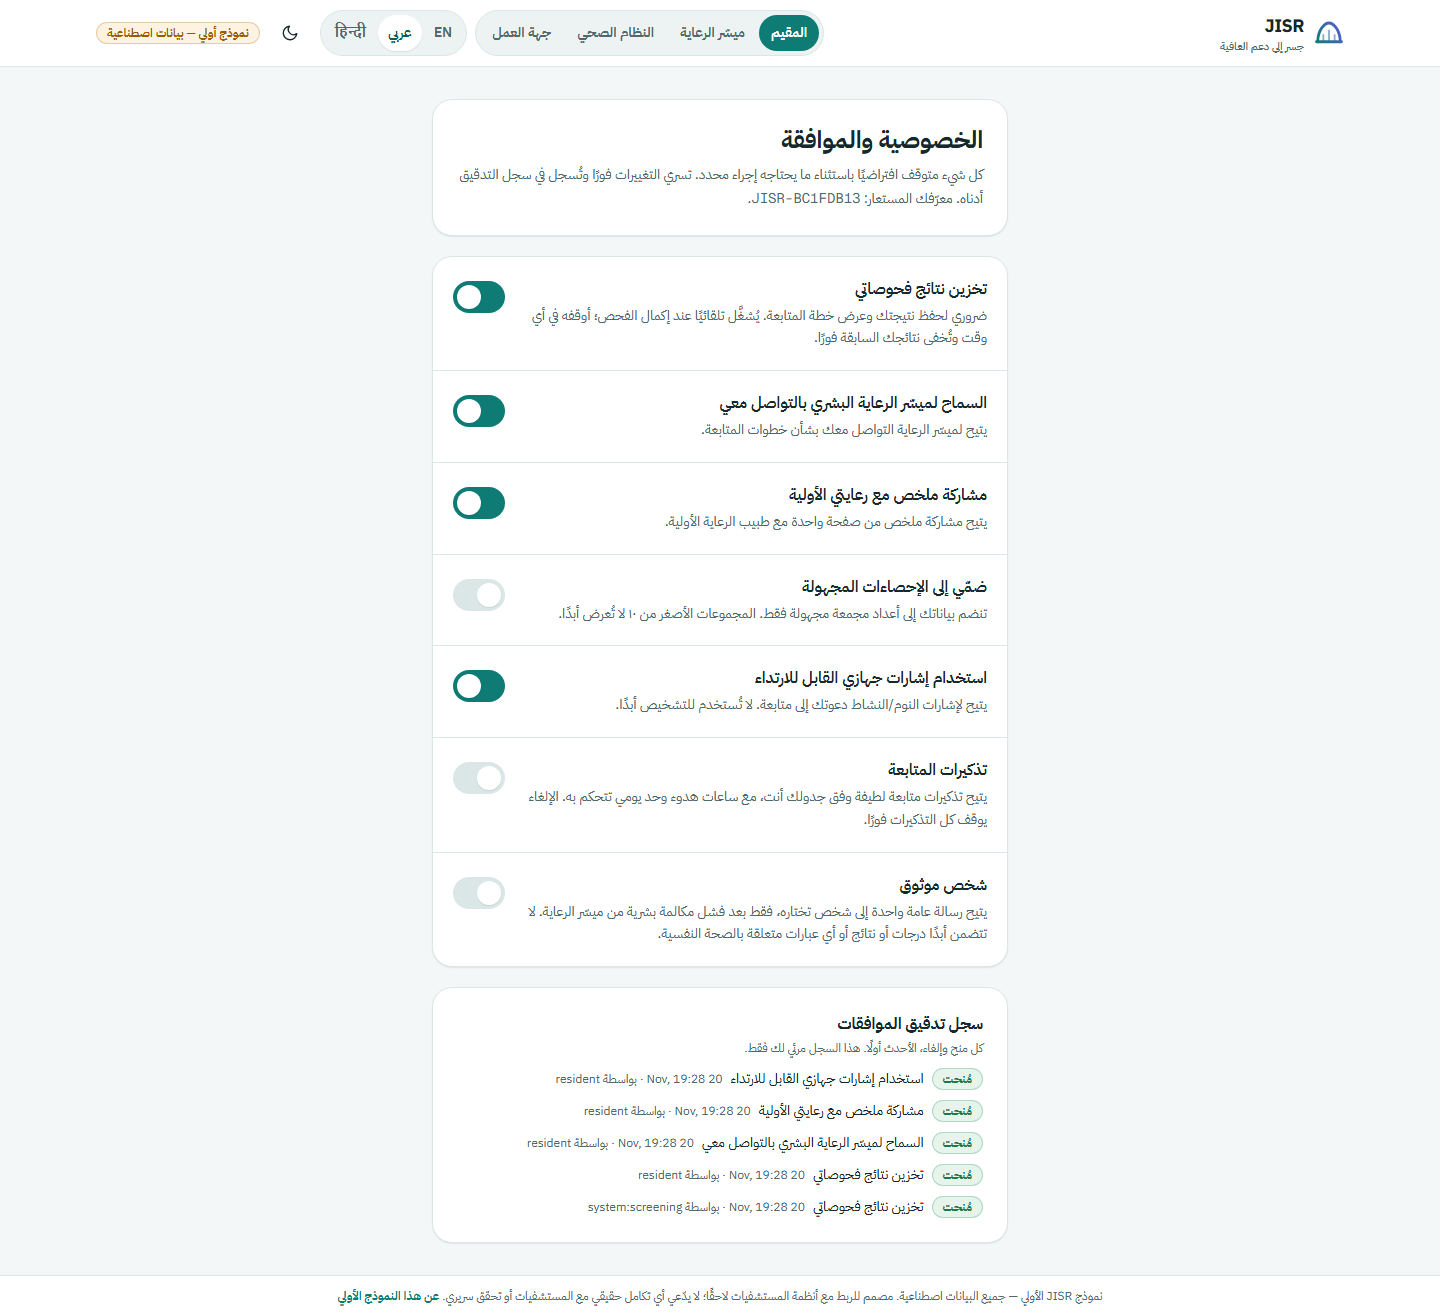 JISR
جسر إلى دعم العافية
المقيم
ميسّر الرعاية
النظام الصحي
جهة العمل
EN
عربي
हिन्दी
نموذج أولي — بيانات اصطناعية
الخصوصية والموافقة
كل شيء متوقف افتراضيًا باستثناء ما يحتاجه إجراء محدد. تسري التغييرات فورًا وتُسجل في سجل التدقيق
أدناه. معرّفك المستعار: JISR-BC1FDB13.
تخزين نتائج فحوصاتي
ضروري لحفظ نتيجتك وعرض خطة المتابعة. يُشغَّل تلقائيًا عند إكمال الفحص؛ أوقفه في أي
وقت وتُخفى نتائجك السابقة فورًا.
السماح لميسّر الرعاية البشري بالتواصل معي
يتيح لميسّر الرعاية التواصل معك بشأن خطوات المتابعة.
مشاركة ملخص مع رعايتي الأولية
يتيح مشاركة ملخص من صفحة واحدة مع طبيب الرعاية الأولية.
ضمّي إلى الإحصاءات المجهولة
تنضم بياناتك إلى أعداد مجمعة مجهولة فقط. المجموعات الأصغر من ١٠ لا تُعرض أبدًا.
استخدام إشارات جهازي القابل للارتداء
يتيح لإشارات النوم/النشاط دعوتك إلى متابعة. لا تُستخدم للتشخيص أبدًا.
تذكيرات المتابعة
يتيح تذكيرات متابعة لطيفة وفق جدولك أنت، مع ساعات هدوء وحد يومي تتحكم به. الإلغاء
يوقف كل التذكيرات فورًا.
شخص موثوق
يتيح رسالة عامة واحدة إلى شخص تختاره، فقط بعد فشل مكالمة بشرية من ميسّر الرعاية. لا
تتضمن أبدًا درجات أو نتائج أو أي عبارات متعلقة بالصحة النفسية.
سجل تدقيق الموافقات
كل منح وإلغاء، الأحدث أولًا. هذا السجل مرئي لك فقط.
مُنحت استخدام إشارات جهازي القابل للارتداء 20 Nov, 19:28 · بواسطة resident
مُنحت مشاركة ملخص مع رعايتي الأولية 20 Nov, 19:28 · بواسطة resident
مُنحت السماح لميسّر الرعاية البشري بالتواصل معي 20 Nov, 19:28 · بواسطة resident
مُنحت تخزين نتائج فحوصاتي 20 Nov, 19:28 · بواسطة resident
مُنحت تخزين نتائج فحوصاتي 20 Nov, 19:28 · بواسطة system:screening
نموذج JISR الأولي — جميع البيانات اصطناعية. مصمم للربط مع أنظمة المستشفيات لاحقًا؛ لا يدّعي أي تكامل حقيقي مع المستشفيات أو تحقق سريري. عن هذا النموذج الأولي